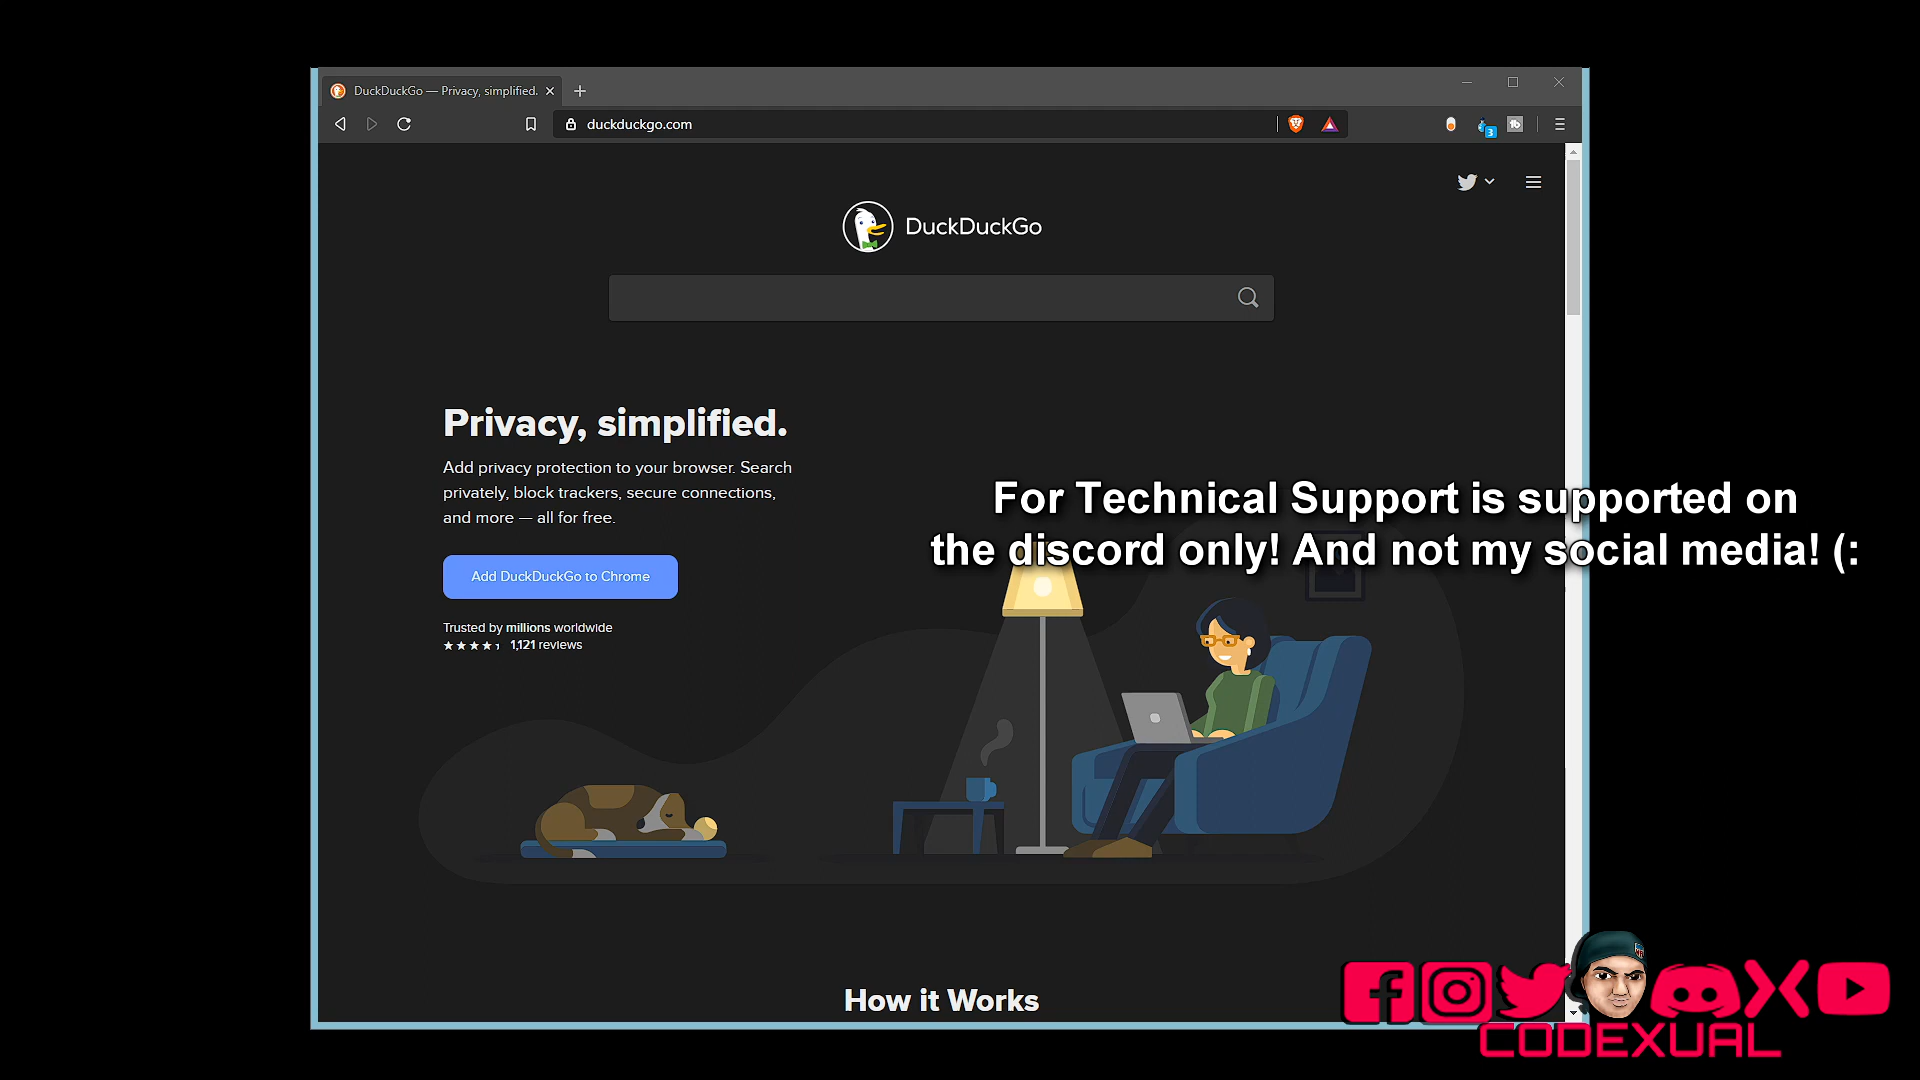 DuckDuckGo — Privacy, simplified.
duckduckgo.com
3
DuckDuckGo
Privacy, simplified.
Add privacy protection to your browser. Search
privately, block trackers, secure connections,
and more — all for free.
Add DuckDuckGo to Chrome
Trusted by millions worldwide
1,121 reviews
For Technical Support is supported on
the discord only! And not my social media! (:
How it Works
CODEXUAL